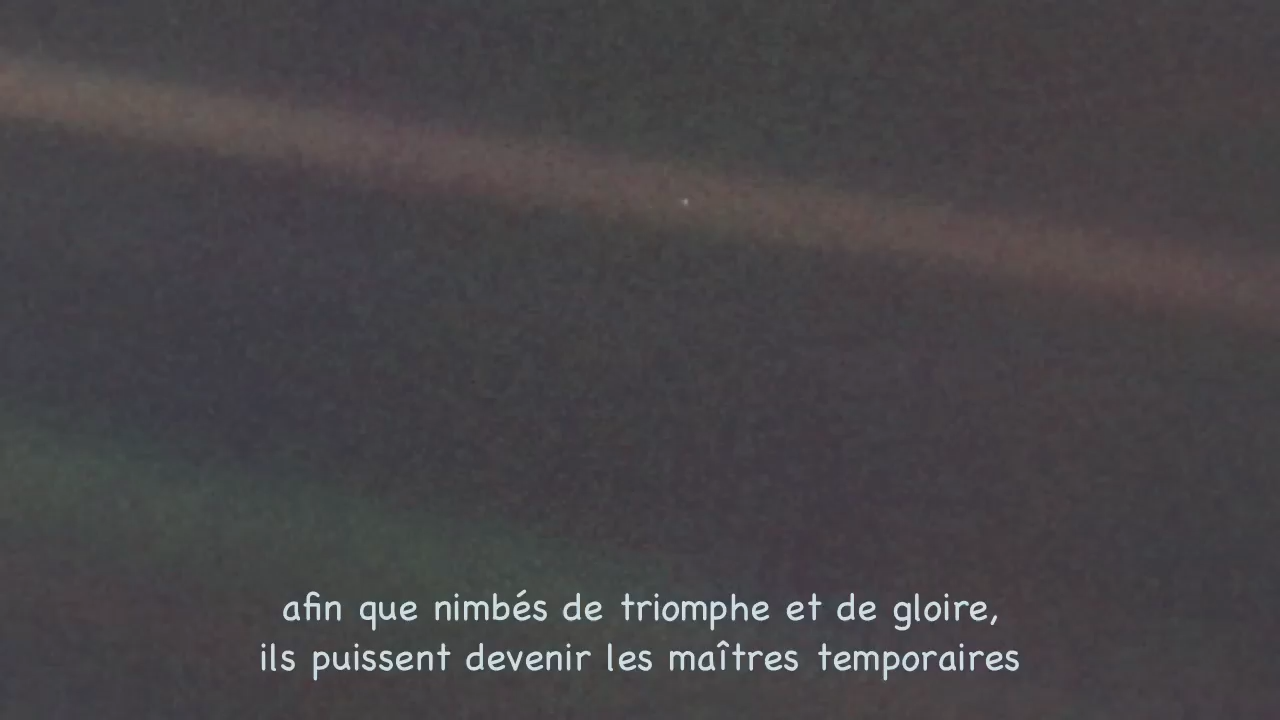 afin que nimbés de triomphe et de gloire,
ils puissent devenir les maîtres temporaires